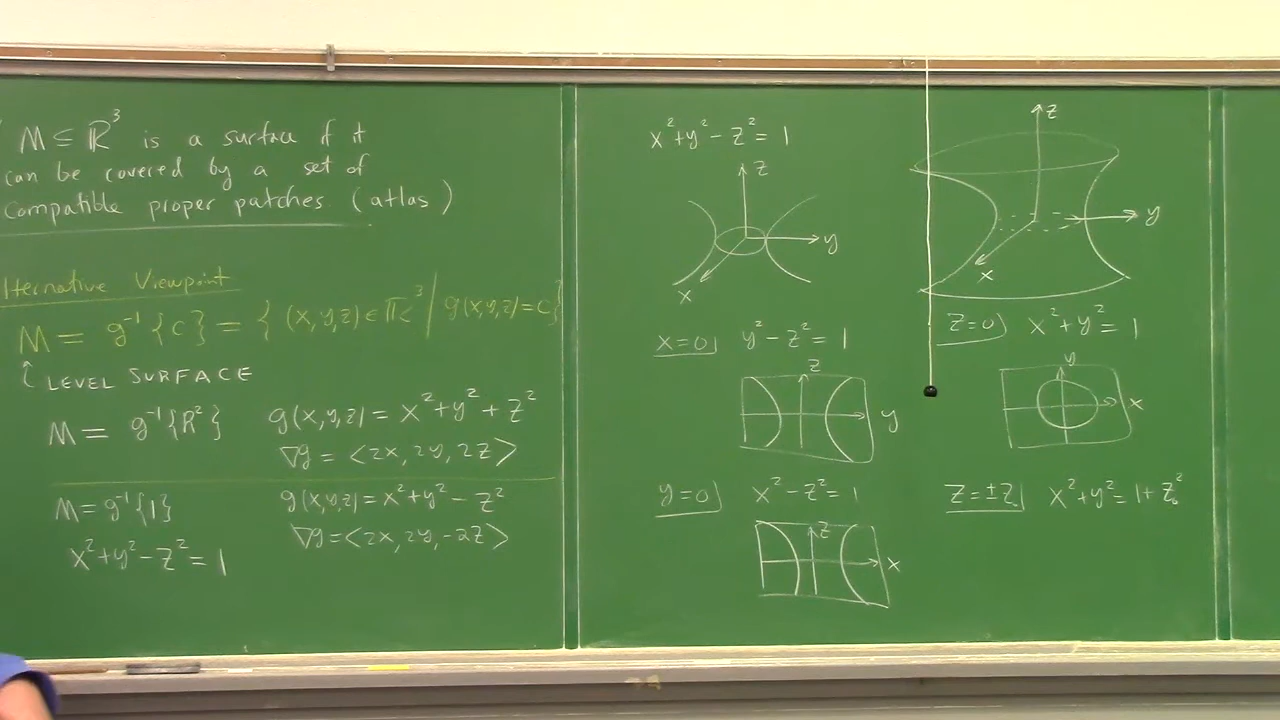 M ⊆ ℝ³ is a surface if it
can be covered by a set of
compatible proper patches. (atlas)
lternative Viewpoint
M = g⁻¹{c} = { (x,y,z) ∈ ℝ³ | g(x,y,z) = c }
↑ LEVEL SURFACE
M = g⁻¹{R²} g(x,y,z) = x²+y²+z²
∇g = <2x, 2y, 2z>
M = g⁻¹{1} g(x,y,z) = x²+y²-z²
x²+y²-z² = 1 ∇g = <2x, 2y, -2z>
x²+y²-z² = 1
z
y
x
x=0 y²-z² = 1
z
y
y=0 x²-z² = 1
z
x
z
y
x
z=0 x²+y² = 1
y
x
z=±z₀ x²+y² = 1+z₀²